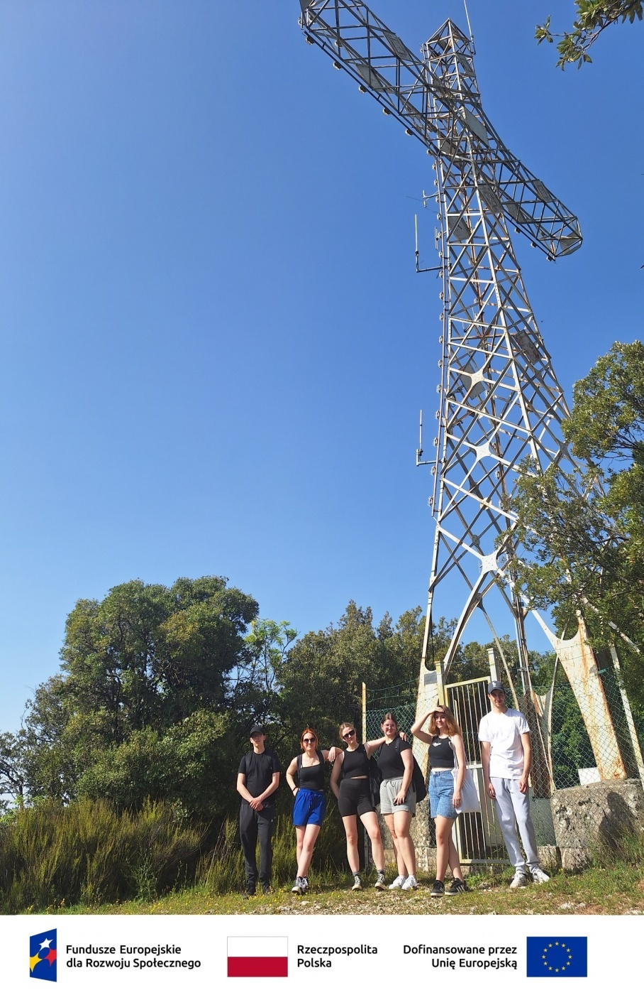 Fundusze Europejskie
dla Rozwoju Społecznego
Rzeczpospolita
Polska
Dofinansowane przez
Unię Europejską